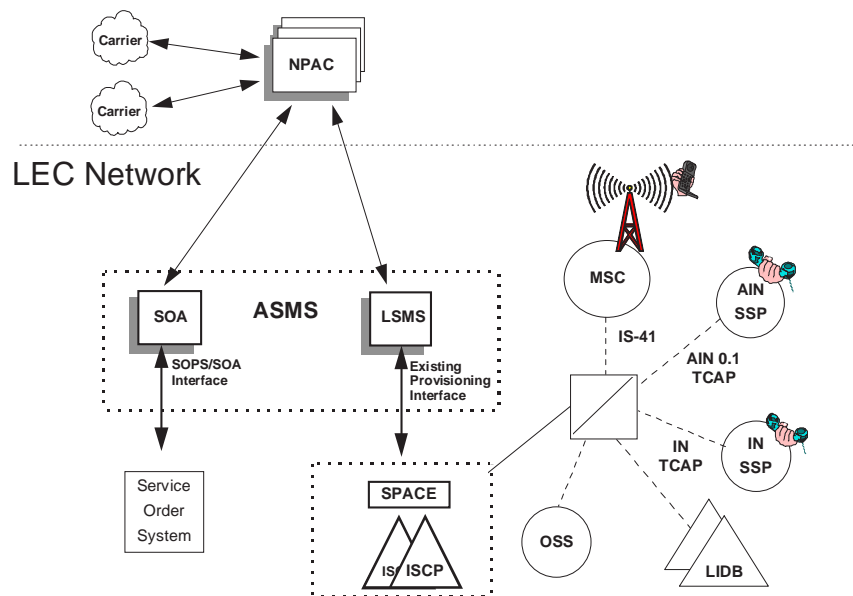 Carrier
NPAC
Carrier
LEC Network
MSC
AIN
SSP
SOA
ASMS
LSMS
IS-41
AIN 0.1
TCAP
SOPS/SOA
Interface
Existing
Provisioning
Interface
IN
TCAP
IN
SSP
Service
Order
System
SPACE
ISCP
OSS
LIDB